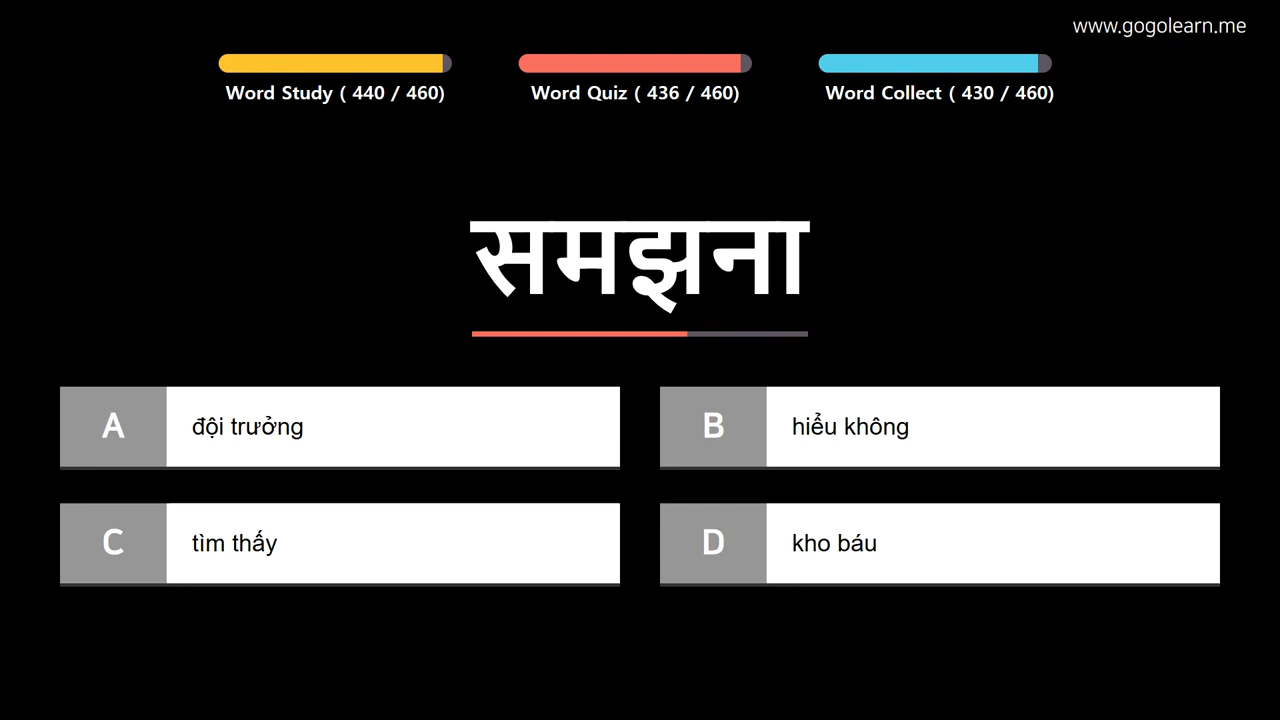 www.gogolearn.me
Word Study ( 440 / 460)
Word Quiz ( 436 / 460)
Word Collect ( 430 / 460)
समझना
A đội trưởng
B hiểu không
C tìm thấy
D kho báu